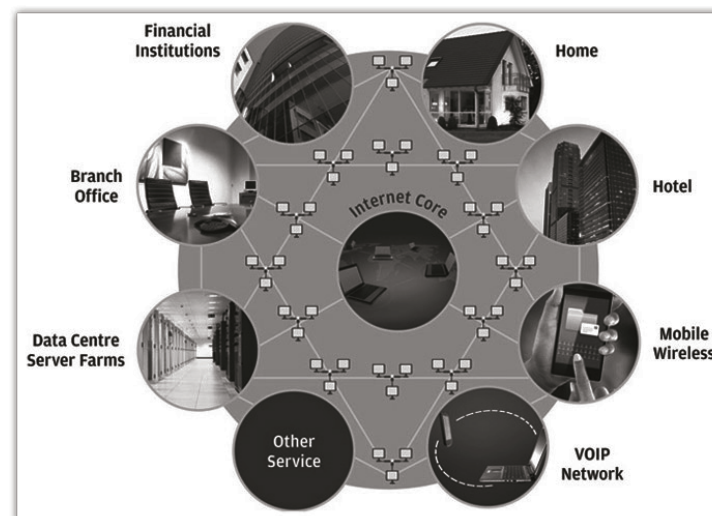 Financial
Institutions
Home
Branch
Office
Hotel
Internet Core
Data Centre
Server Farms
Mobile
Wireless
Other
Service
VOIP
Network